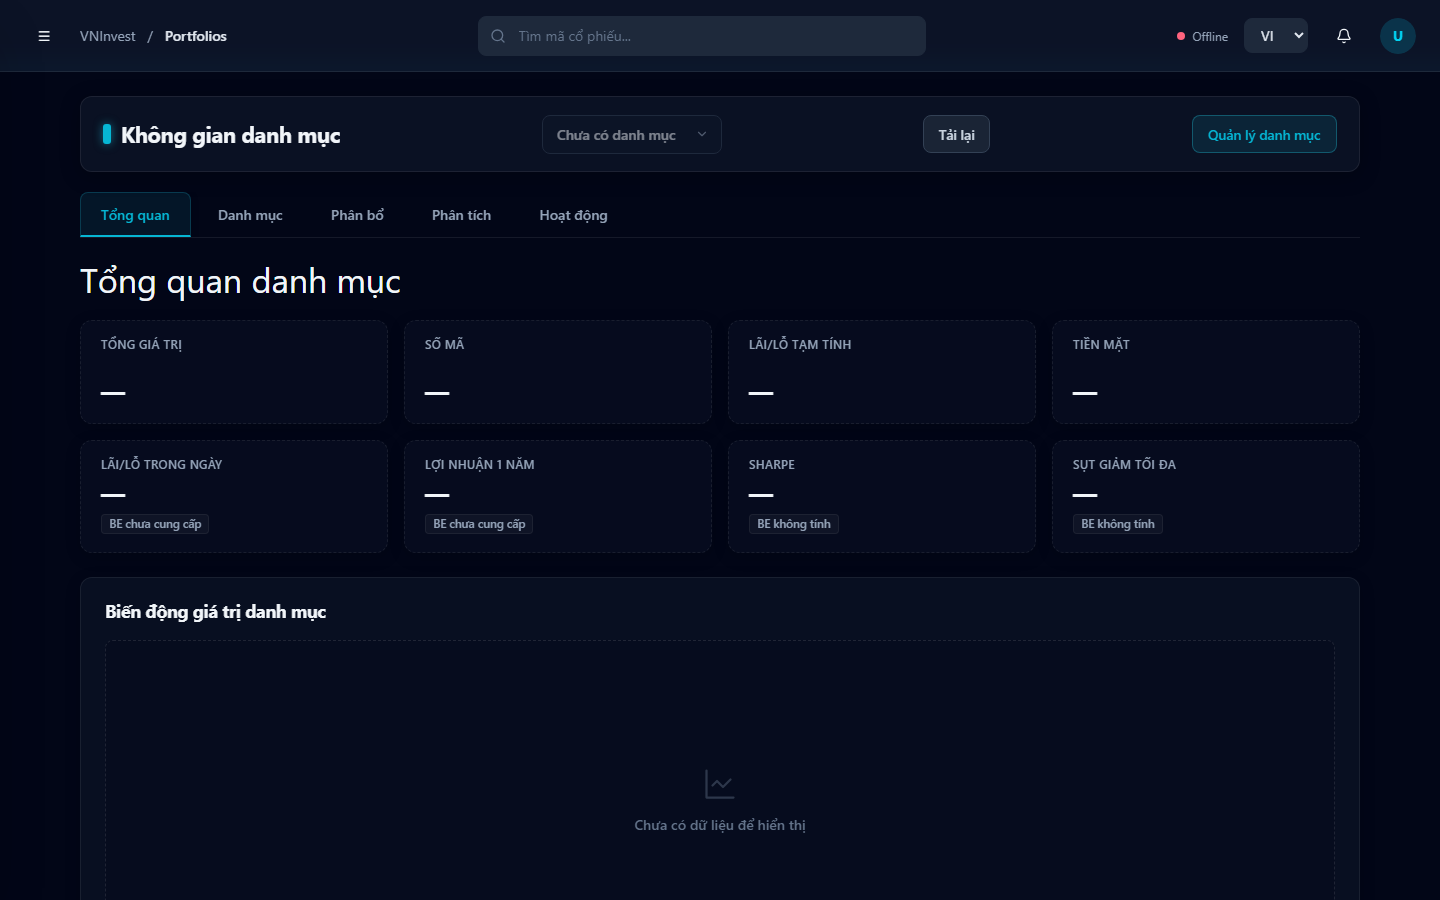 VNInvest / Portfolios
Tìm mã cổ phiếu...
Offline
VI
U
Không gian danh mục
Chưa có danh mục
Tải lại
Quản lý danh mục
Tổng quan
Danh mục
Phân bổ
Phân tích
Hoạt động
Tổng quan danh mục
TỔNG GIÁ TRỊ
—
SỐ MÃ
—
LÃI/LỖ TẠM TÍNH
—
TIỀN MẶT
—
LÃI/LỖ TRONG NGÀY
—
BE chưa cung cấp
LỢI NHUẬN 1 NĂM
—
BE chưa cung cấp
SHARPE
—
BE không tính
SỤT GIẢM TỐI ĐA
—
BE không tính
Biến động giá trị danh mục
Chưa có dữ liệu để hiển thị